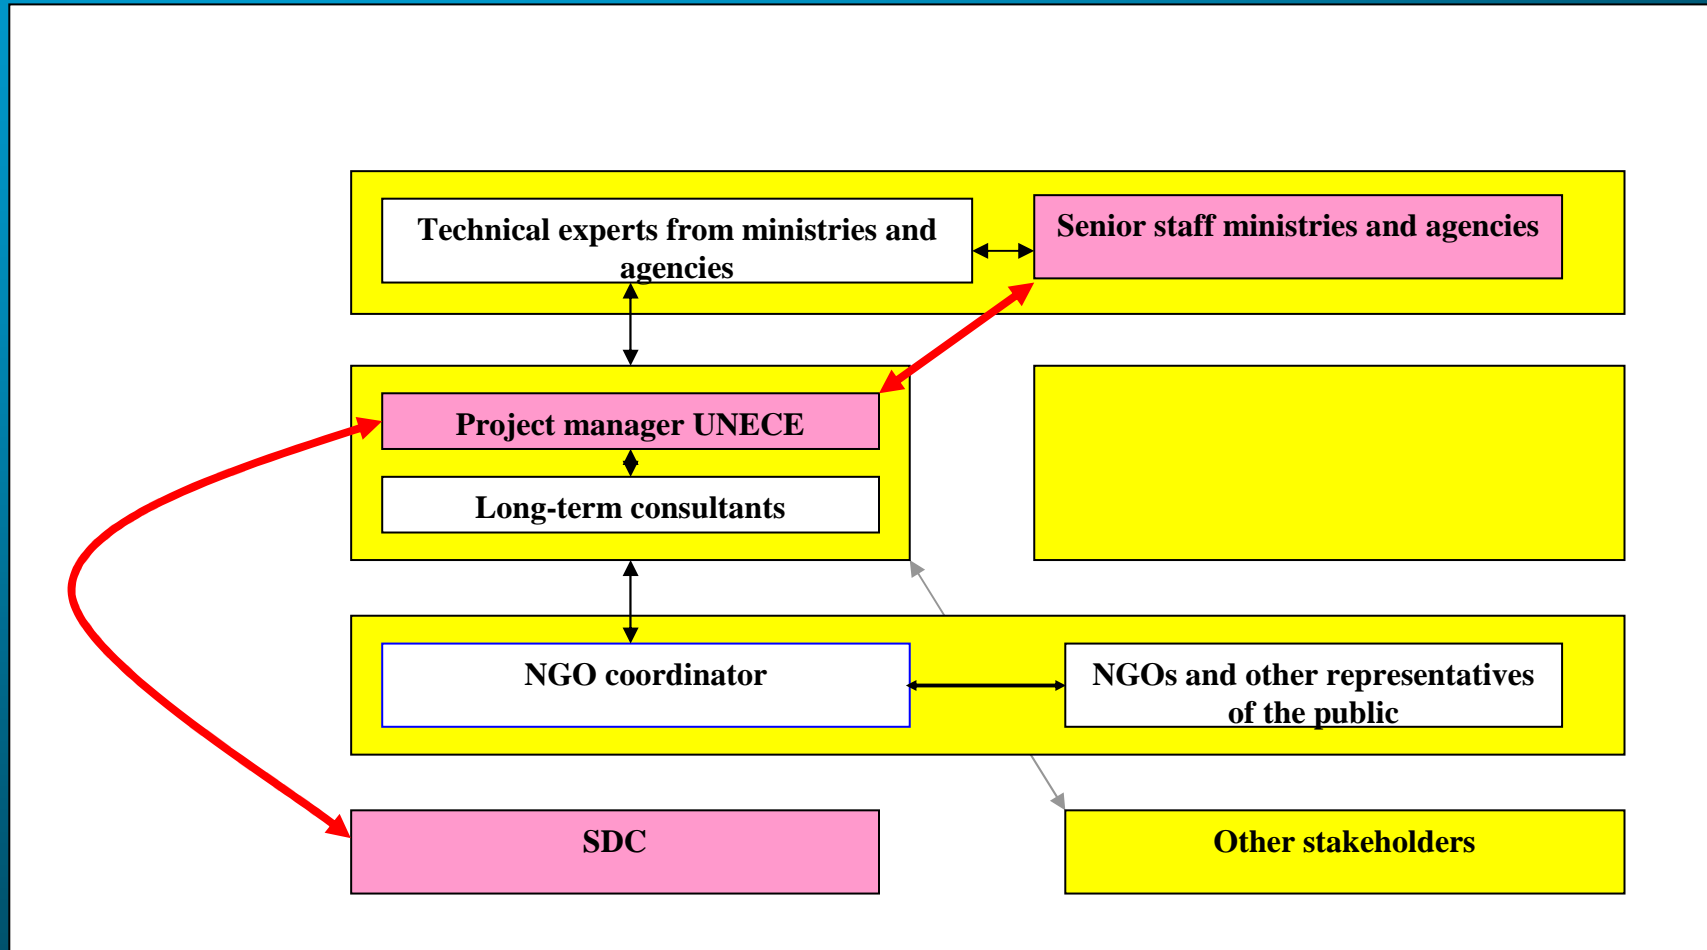 Technical experts from ministries and
agencies
Senior staff ministries and agencies
Project manager UNECE
Long-term consultants
NGO coordinator
NGOs and other representatives
of the public
SDC
Other stakeholders